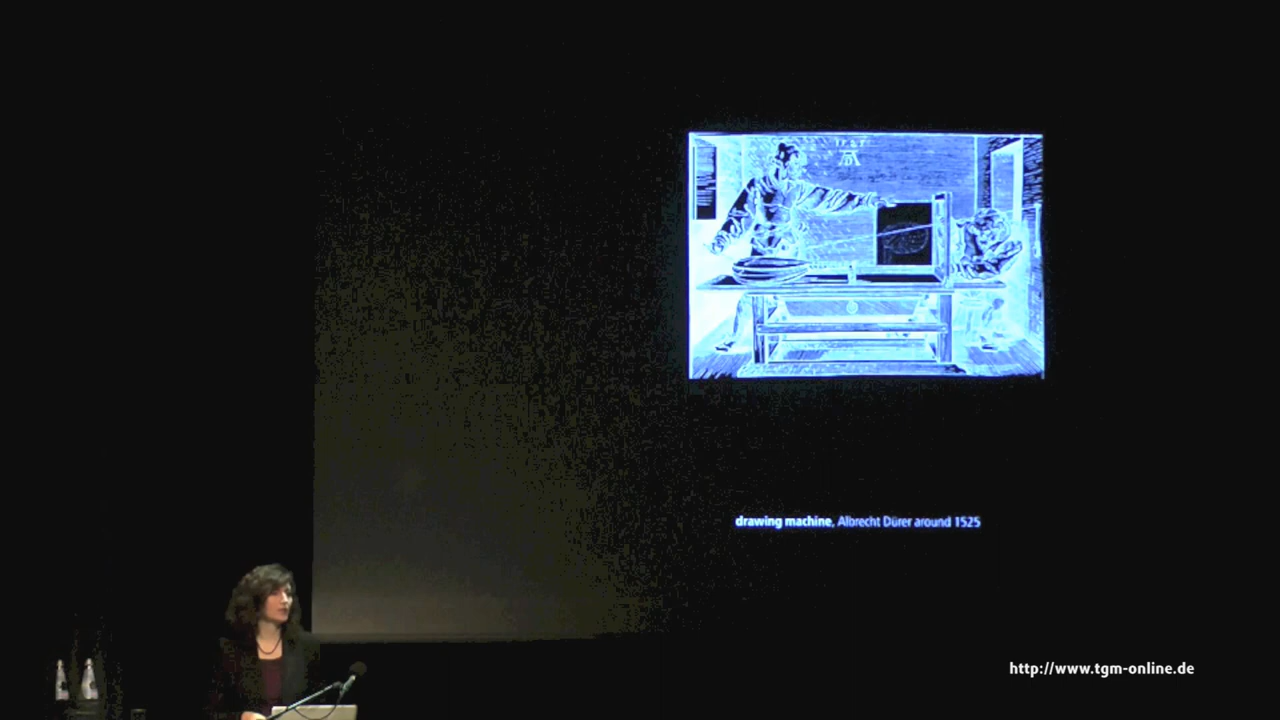 drawing machine, Albrecht Dürer around 1525
http://www.tgm-online.de